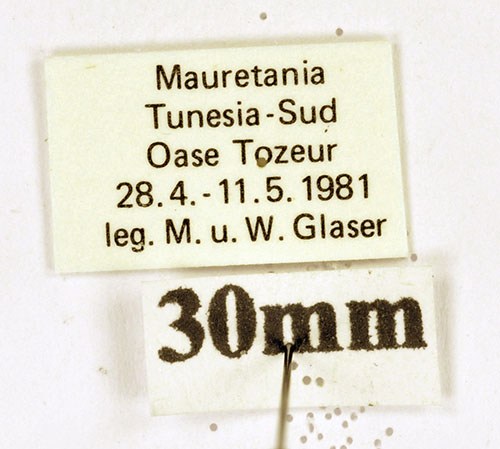 Mauretania
Tunesia-Sud
Oase Tozeur
28.4.-11.5.1981
leg. M. u. W. Glaser
30mm